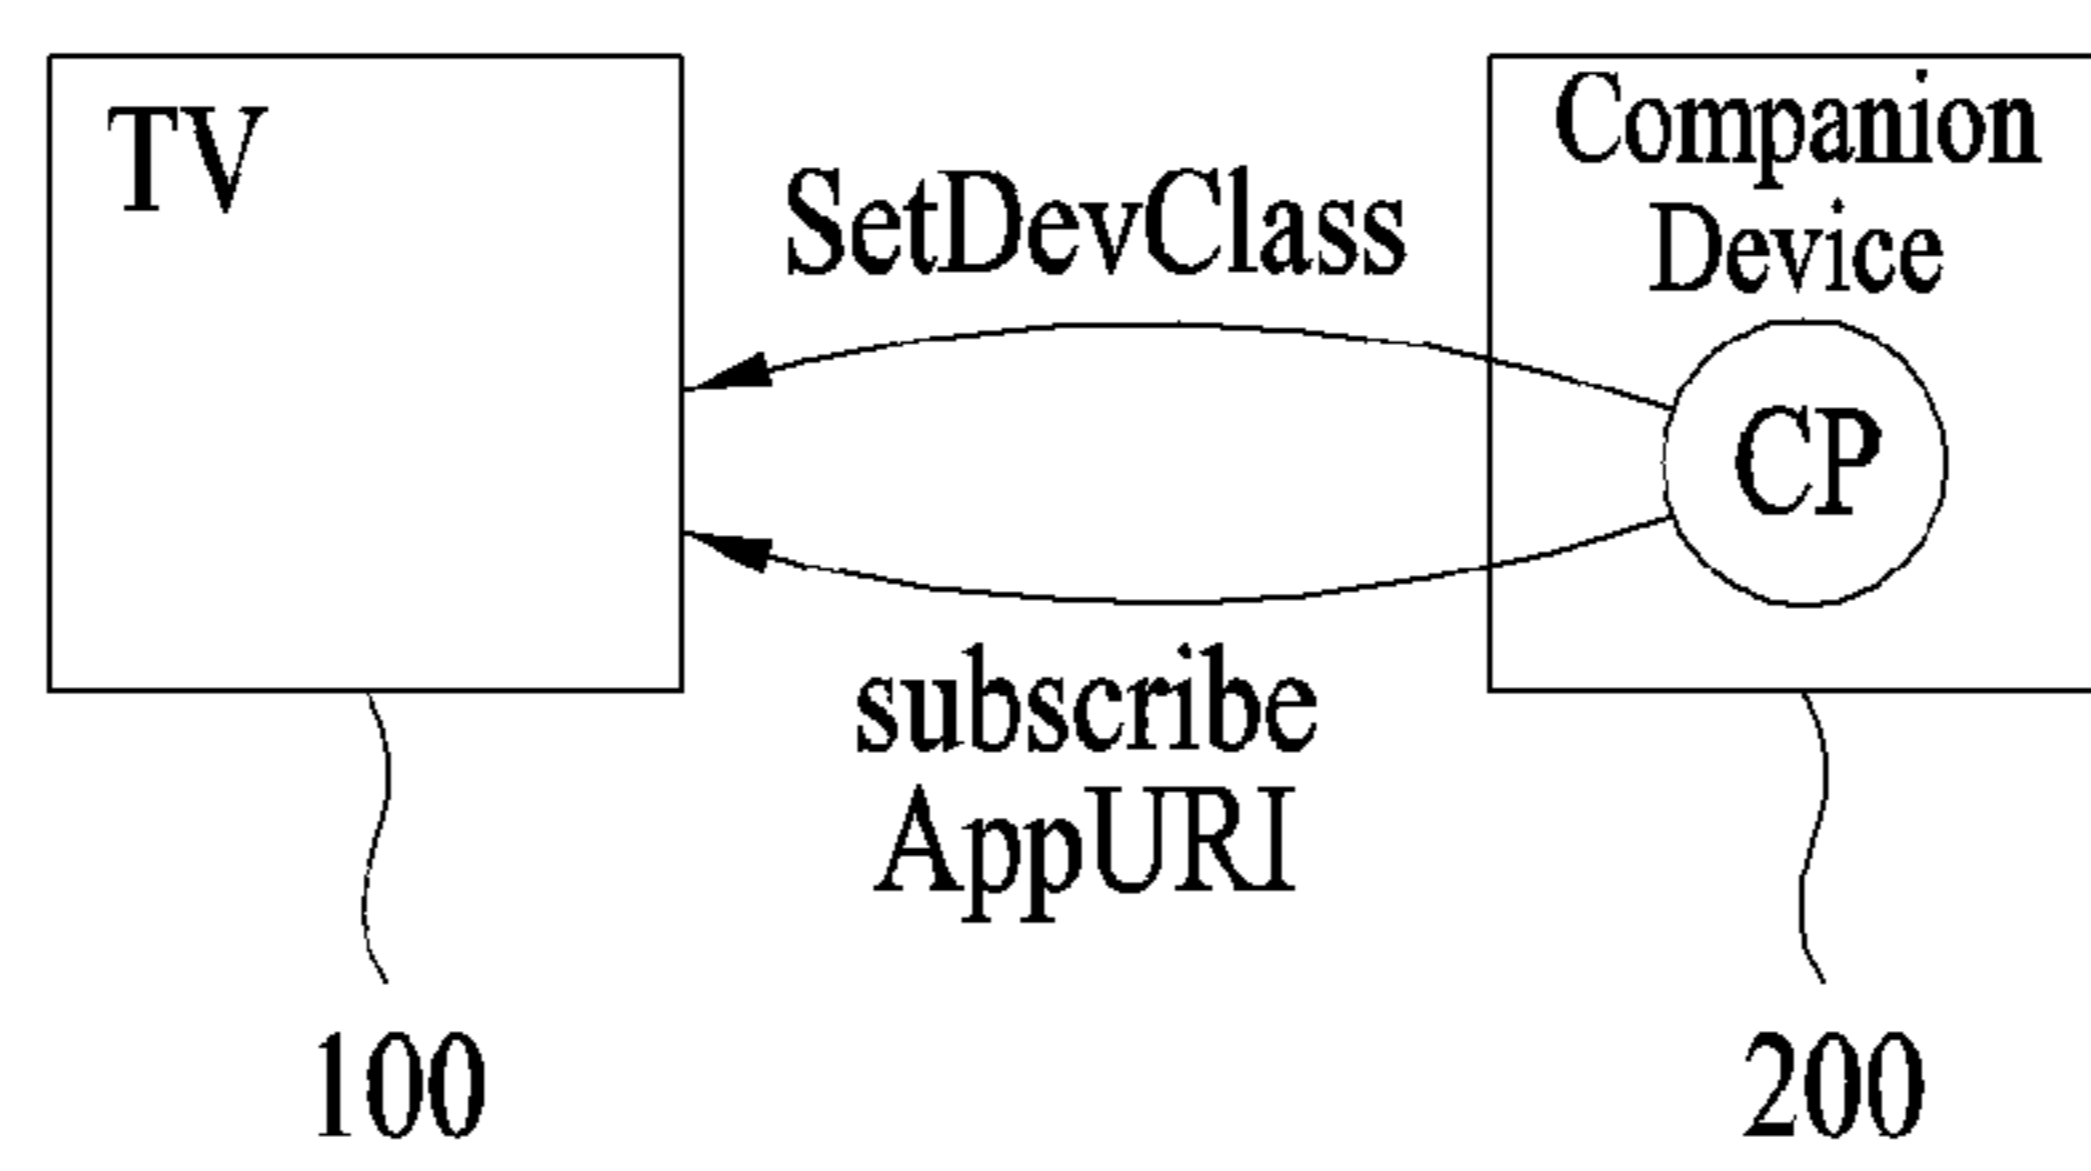 TV
SetDevClass
Companion
Device
CP
subscribe
AppURI
100
200